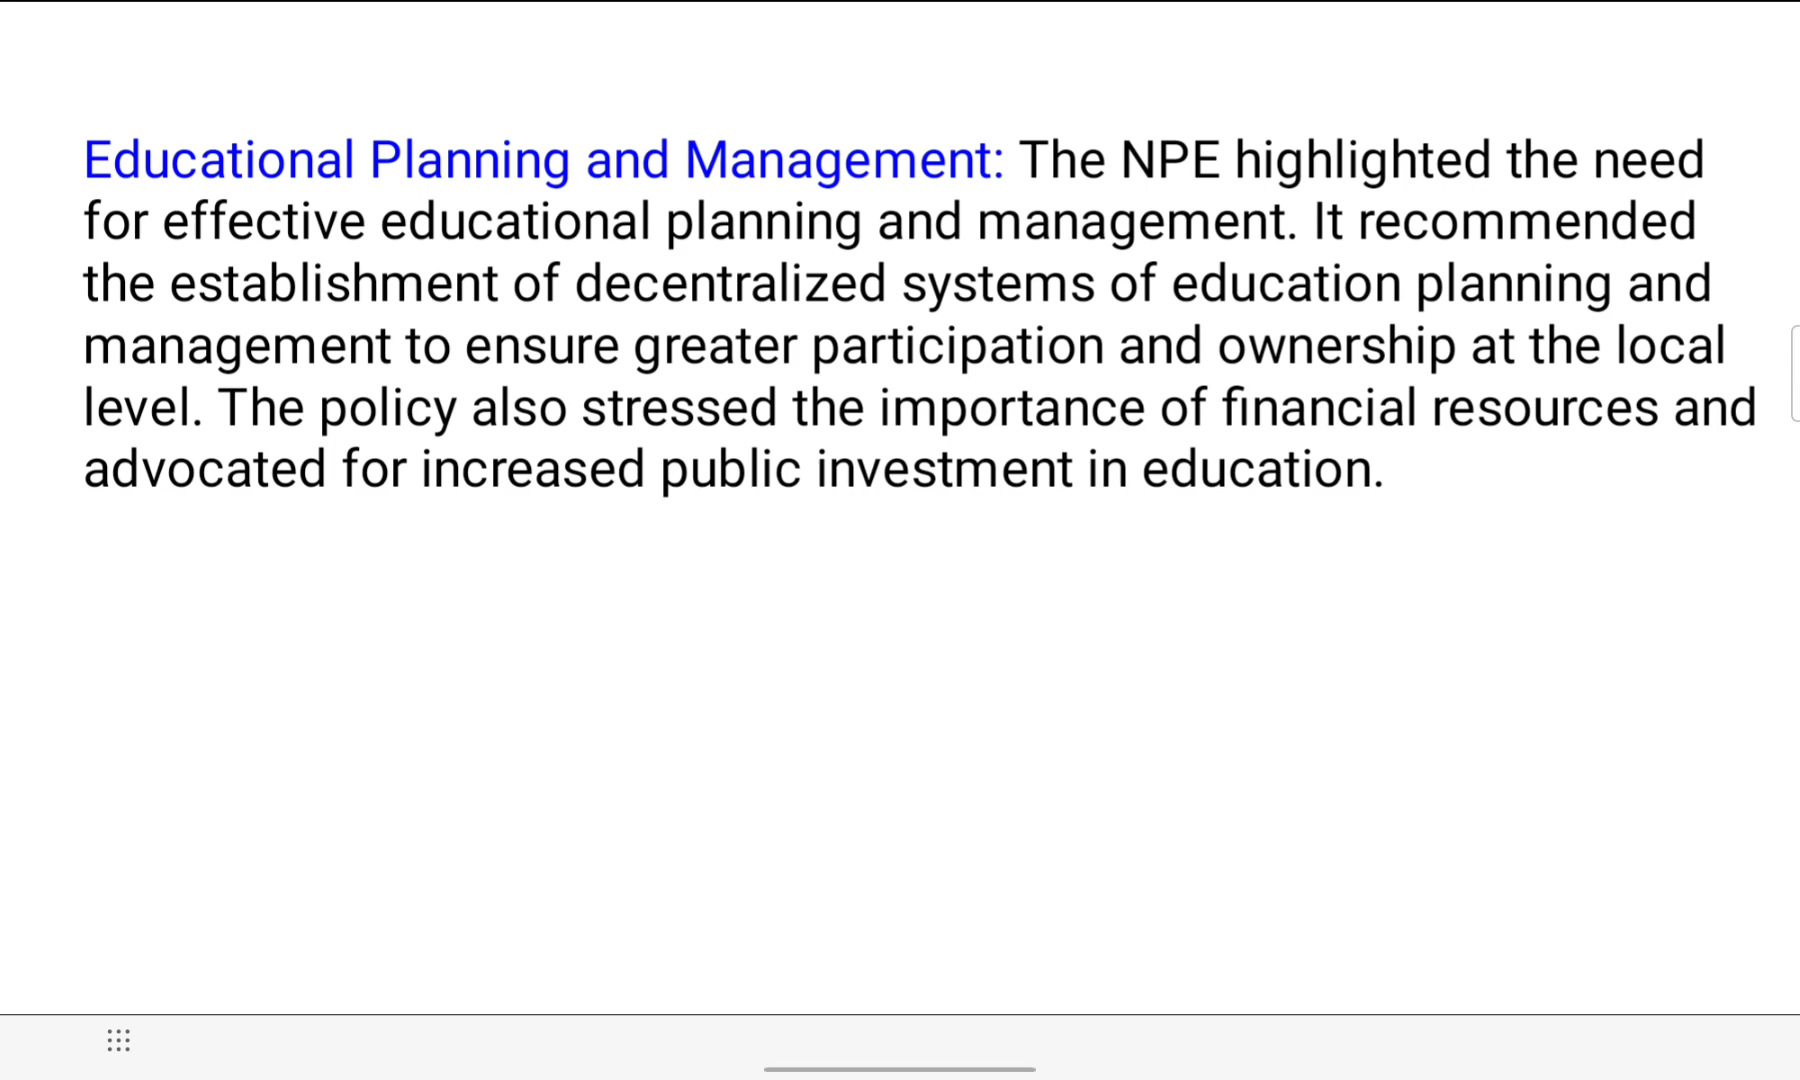 Educational Planning and Management: The NPE highlighted the need
for effective educational planning and management. It recommended
the establishment of decentralized systems of education planning and
management to ensure greater participation and ownership at the local
level. The policy also stressed the importance of financial resources and
advocated for increased public investment in education.